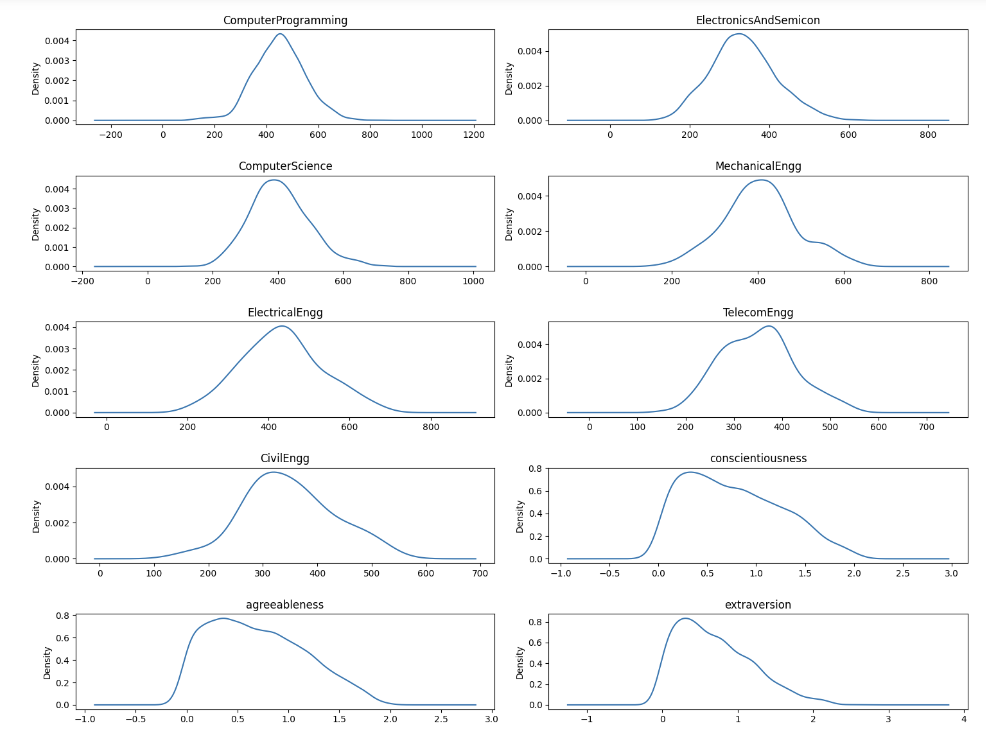 ComputerProgramming
Density
0.004
0.003
0.002
0.001
0.000
−200 0 200 400 600 800 1000 1200
ElectronicsAndSemicon
Density
0.004
0.002
0.000
0 200 400 600 800
ComputerScience
Density
0.004
0.003
0.002
0.001
0.000
−200 0 200 400 600 800 1000
MechanicalEngg
Density
0.004
0.002
0.000
0 200 400 600 800
ElectricalEngg
Density
0.004
0.003
0.002
0.001
0.000
0 200 400 600 800
TelecomEngg
Density
0.004
0.002
0.000
0 100 200 300 400 500 600 700
CivilEngg
Density
0.004
0.002
0.000
0 100 200 300 400 500 600 700
conscientiousness
Density
0.8
0.6
0.4
0.2
0.0
−1.0 −0.5 0.0 0.5 1.0 1.5 2.0 2.5 3.0
agreeableness
Density
0.8
0.6
0.4
0.2
0.0
−1.0 −0.5 0.0 0.5 1.0 1.5 2.0 2.5 3.0
extraversion
Density
0.8
0.6
0.4
0.2
0.0
−1 0 1 2 3 4